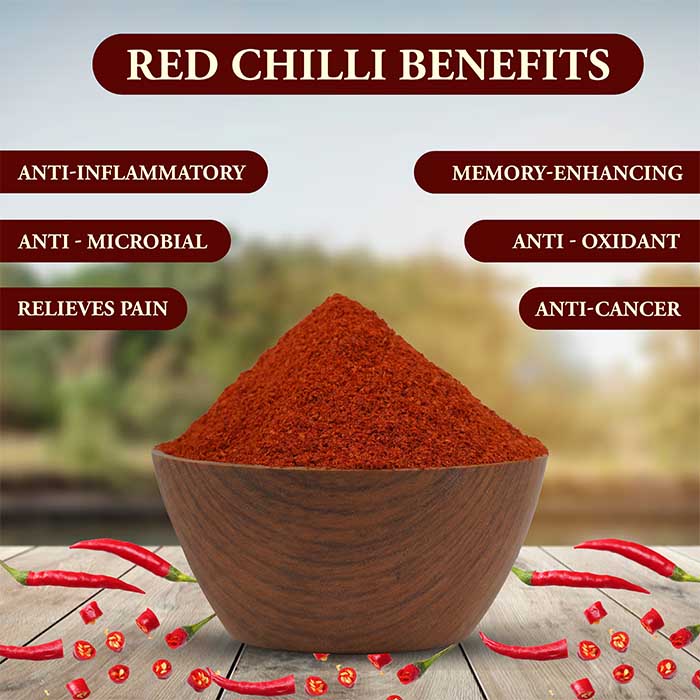 RED CHILLI BENEFITS
ANTI-INFLAMMATORY
MEMORY-ENHANCING
ANTI - MICROBIAL
ANTI - OXIDANT
RELIEVES PAIN
ANTI-CANCER